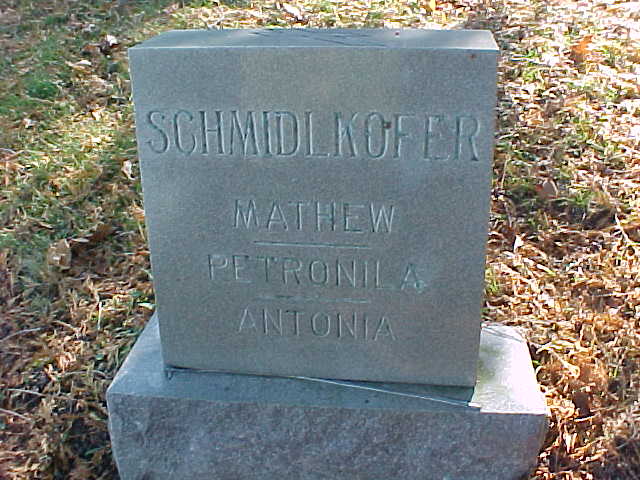 SCHMIDLKOFER
MATHEW
PETRONILA
ANTONIA